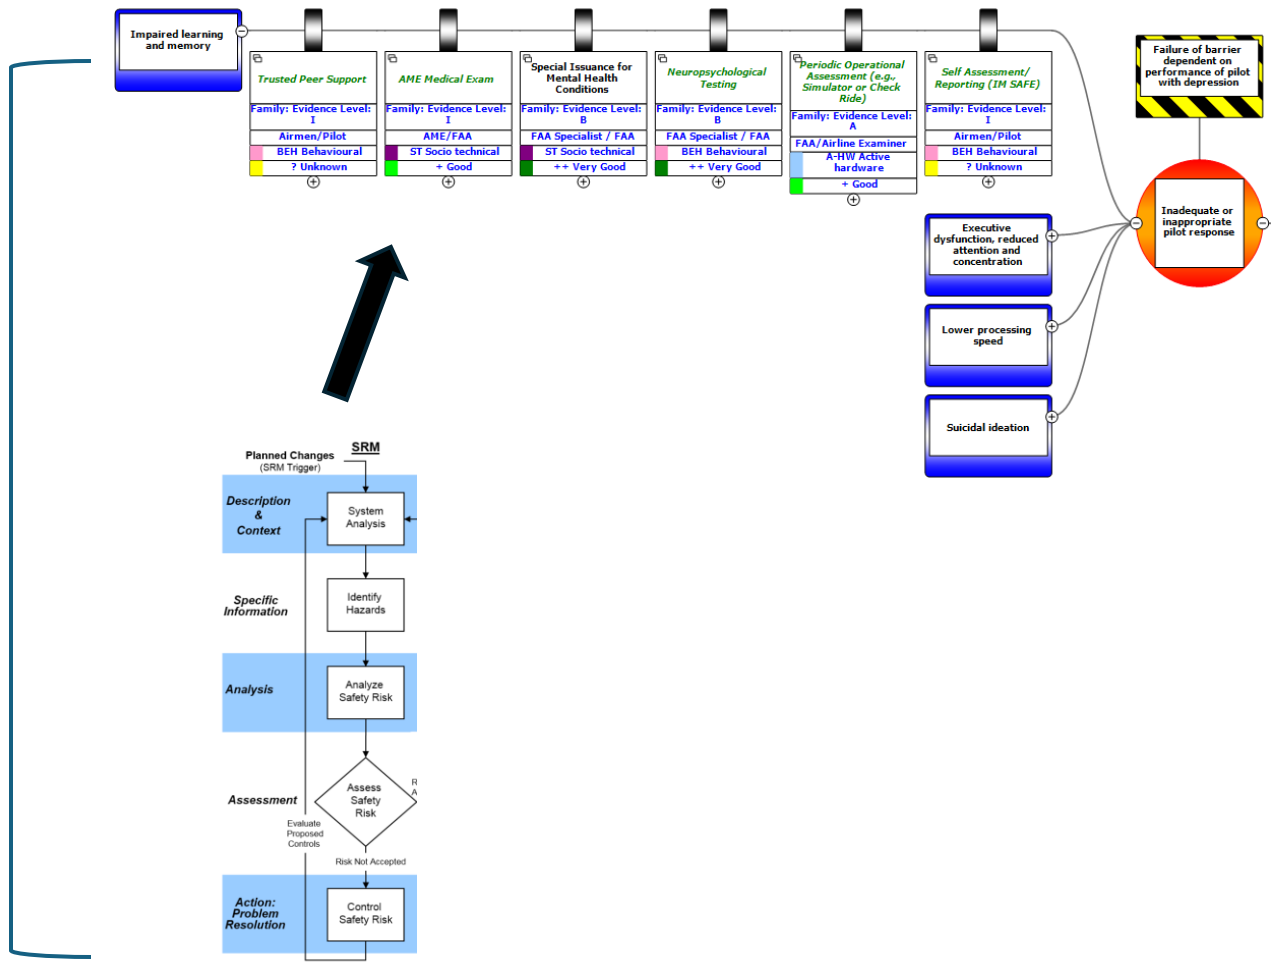 Impaired learning
and memory
Trusted Peer Support
Family: Evidence Level:
I
Airmen/Pilot
BEH Behavioural
? Unknown
AME Medical Exam
Family: Evidence Level:
I
AME/FAA
ST Socio technical
+ Good
Special Issuance for
Mental Health
Conditions
Family: Evidence Level:
B
FAA Specialist / FAA
ST Socio technical
++ Very Good
Neuropsychological
Testing
Family: Evidence Level:
B
FAA Specialist / FAA
BEH Behavioural
++ Very Good
Periodic Operational
Assessment (e.g.,
Simulator or Check
Ride)
Family: Evidence Level:
A
FAA/Airline Examiner
A-HW Active
hardware
+ Good
Self Assessment/
Reporting (IM SAFE)
Family: Evidence Level:
I
Airmen/Pilot
BEH Behavioural
? Unknown
Failure of barrier
dependent on
performance of pilot
with depression
Inadequate or
inappropriate
pilot response
Executive
dysfunction, reduced
attention and
concentration
Lower processing
speed
Suicidal ideation
SRM
Planned Changes
(SRM Trigger)
Description
&
Context
System
Analysis
Specific
Information
Identify
Hazards
Analysis
Analyze
Safety Risk
Assessment
Assess
Safety
Risk
R
A
Evaluate
Proposed
Controls
Risk Not Accepted
Action:
Problem
Resolution
Control
Safety Risk